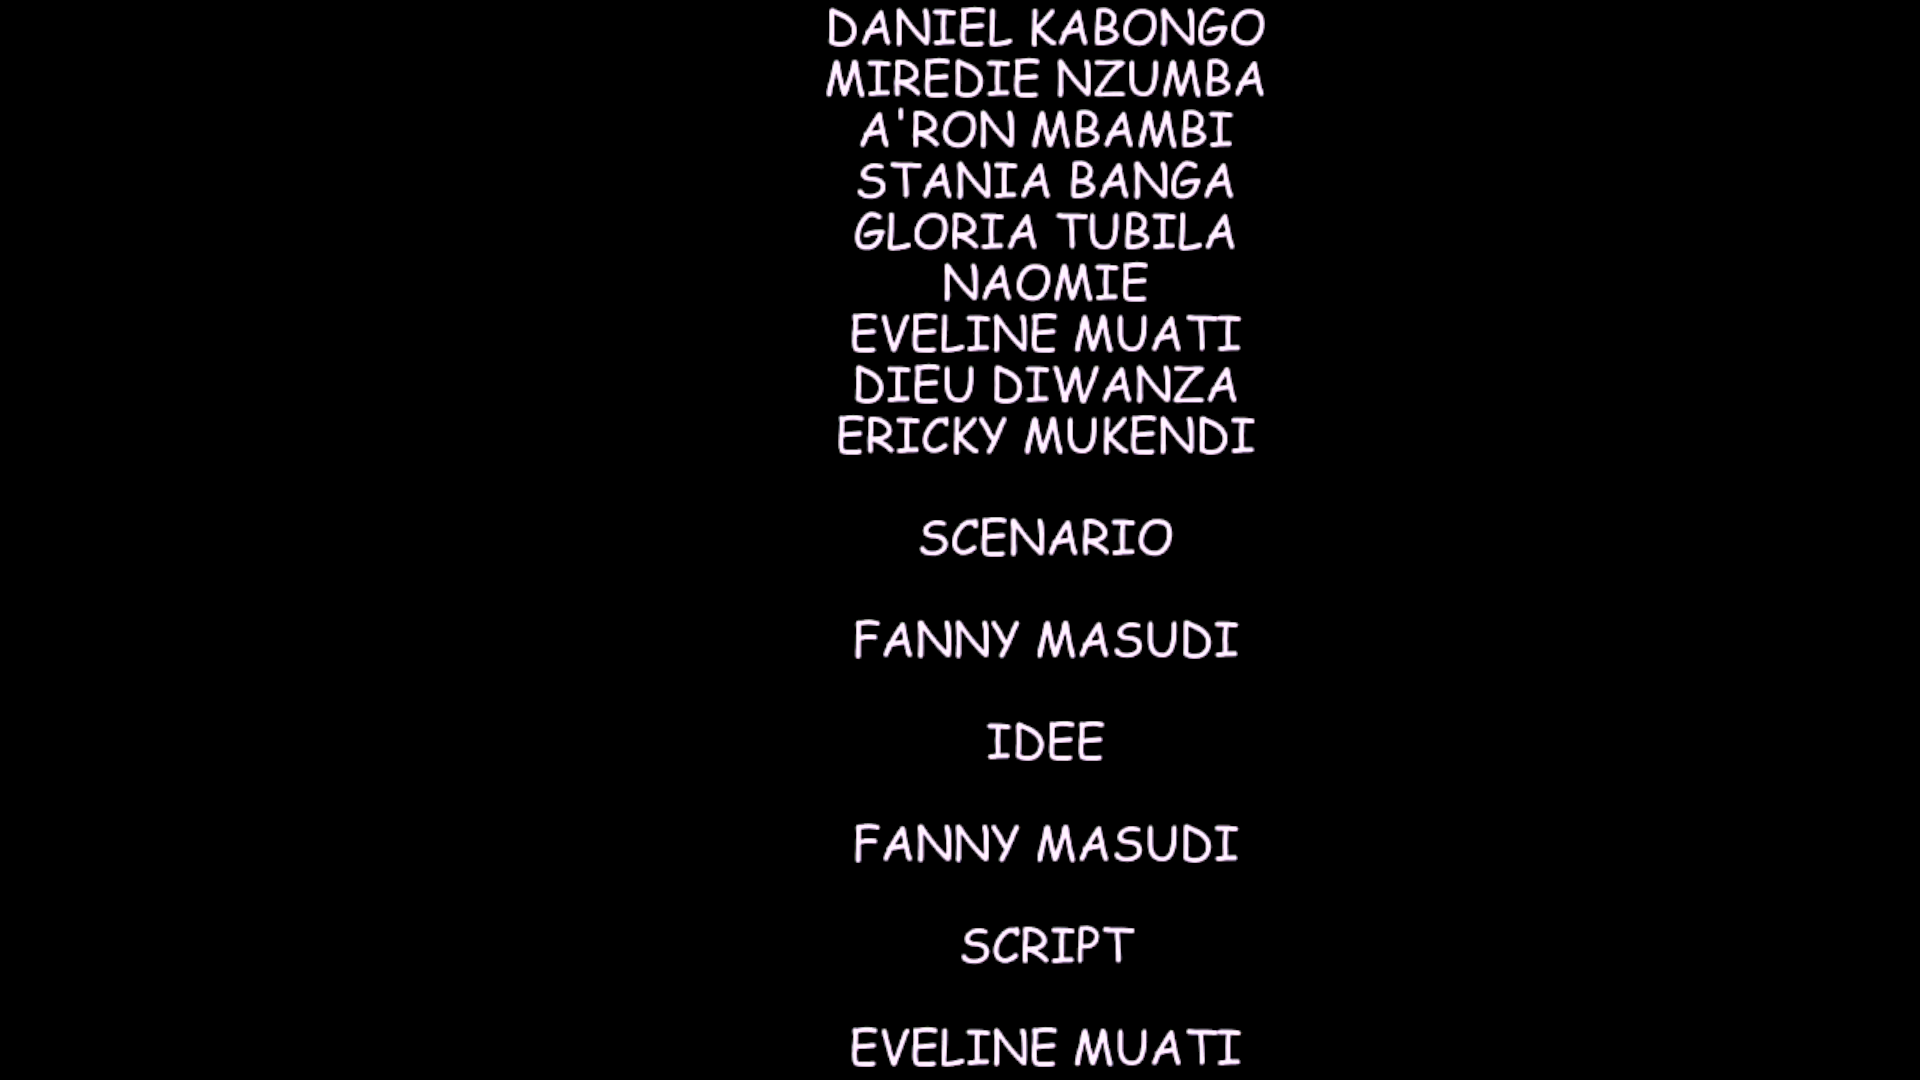 DANIEL KABONGO
MIREDIE NZUMBA
A'RON MBAMBI
STANIA BANGA
GLORIA TUBILA
NAOMIE
EVELINE MUATI
DIEU DIWANZA
ERICKY MUKENDI
SCENARIO
FANNY MASUDI
IDEE
FANNY MASUDI
SCRIPT
EVELINE MUATI